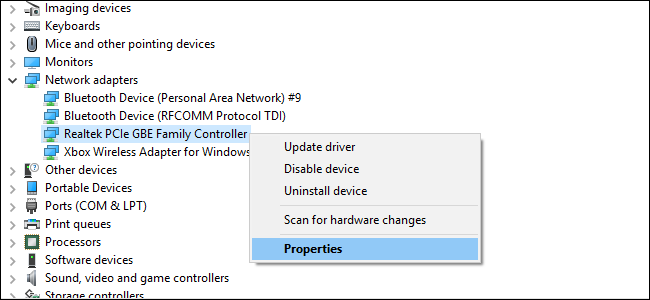 Imaging devices
Keyboards
Mice and other pointing devices
Monitors
Network adapters
Bluetooth Device (Personal Area Network) #9
Bluetooth Device (RFCOMM Protocol TDI)
Realtek PCIe GBE Family Controller
Xbox Wireless Adapter for Windows
Other devices
Portable Devices
Ports (COM & LPT)
Print queues
Processors
Software devices
Sound, video and game controllers
Storage controllers
Update driver
Disable device
Uninstall device
Scan for hardware changes
Properties